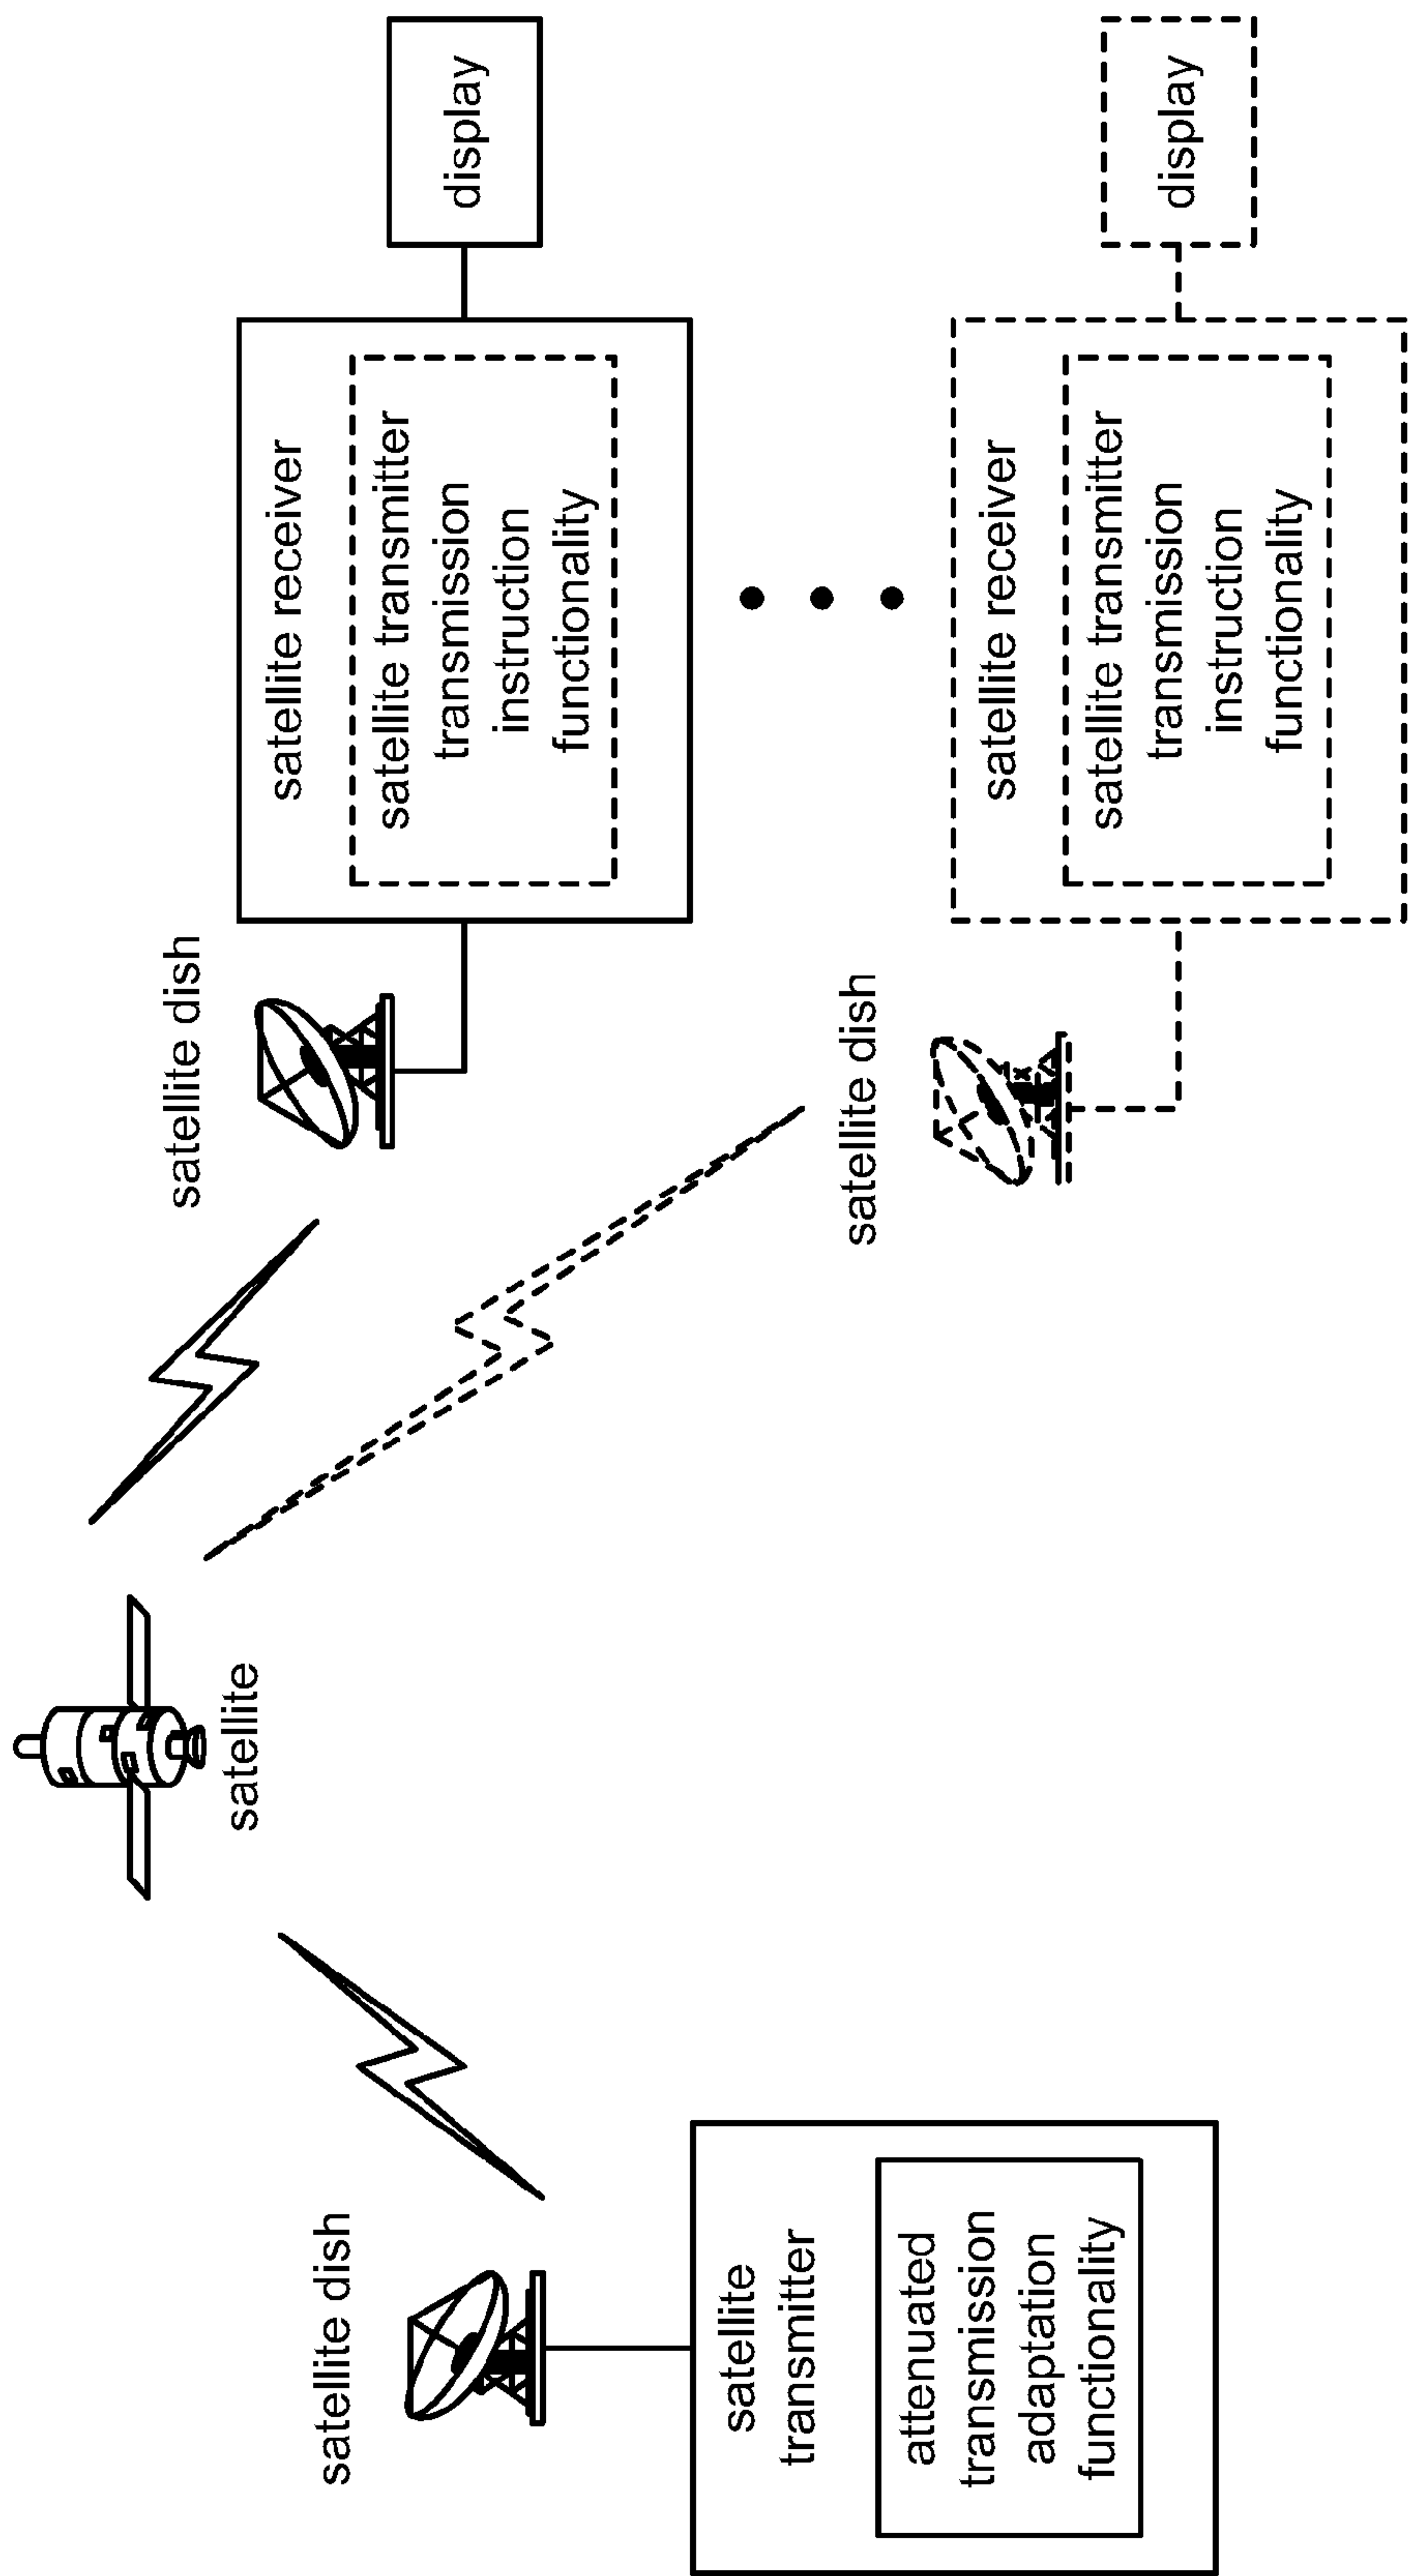 satellite dish
satellite
transmitter
attenuated
transmission
adaptation
functionality
satellite
satellite dish
satellite receiver
satellite transmitter
transmission
instruction
functionality
display
satellite dish
satellite receiver
satellite transmitter
transmission
instruction
functionality
display